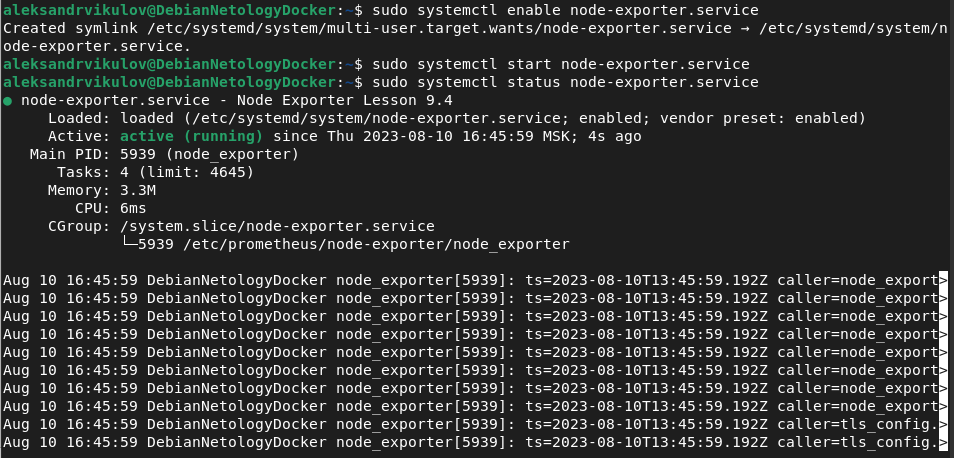 aleksandrvikulov@DebianNetologyDocker:~$ sudo systemctl enable node-exporter.service
Created symlink /etc/systemd/system/multi-user.target.wants/node-exporter.service → /etc/systemd/system/n
ode-exporter.service.
aleksandrvikulov@DebianNetologyDocker:~$ sudo systemctl start node-exporter.service
aleksandrvikulov@DebianNetologyDocker:~$ sudo systemctl status node-exporter.service
● node-exporter.service - Node Exporter Lesson 9.4
     Loaded: loaded (/etc/systemd/system/node-exporter.service; enabled; vendor preset: enabled)
     Active: active (running) since Thu 2023-08-10 16:45:59 MSK; 4s ago
   Main PID: 5939 (node_exporter)
      Tasks: 4 (limit: 4645)
     Memory: 3.3M
        CPU: 6ms
     CGroup: /system.slice/node-exporter.service
             └─5939 /etc/prometheus/node-exporter/node_exporter

Aug 10 16:45:59 DebianNetologyDocker node_exporter[5939]: ts=2023-08-10T13:45:59.192Z caller=node_export>
Aug 10 16:45:59 DebianNetologyDocker node_exporter[5939]: ts=2023-08-10T13:45:59.192Z caller=node_export>
Aug 10 16:45:59 DebianNetologyDocker node_exporter[5939]: ts=2023-08-10T13:45:59.192Z caller=node_export>
Aug 10 16:45:59 DebianNetologyDocker node_exporter[5939]: ts=2023-08-10T13:45:59.192Z caller=node_export>
Aug 10 16:45:59 DebianNetologyDocker node_exporter[5939]: ts=2023-08-10T13:45:59.192Z caller=node_export>
Aug 10 16:45:59 DebianNetologyDocker node_exporter[5939]: ts=2023-08-10T13:45:59.192Z caller=node_export>
Aug 10 16:45:59 DebianNetologyDocker node_exporter[5939]: ts=2023-08-10T13:45:59.192Z caller=node_export>
Aug 10 16:45:59 DebianNetologyDocker node_exporter[5939]: ts=2023-08-10T13:45:59.192Z caller=node_export>
Aug 10 16:45:59 DebianNetologyDocker node_exporter[5939]: ts=2023-08-10T13:45:59.192Z caller=tls_config.>
Aug 10 16:45:59 DebianNetologyDocker node_exporter[5939]: ts=2023-08-10T13:45:59.192Z caller=tls_config.>